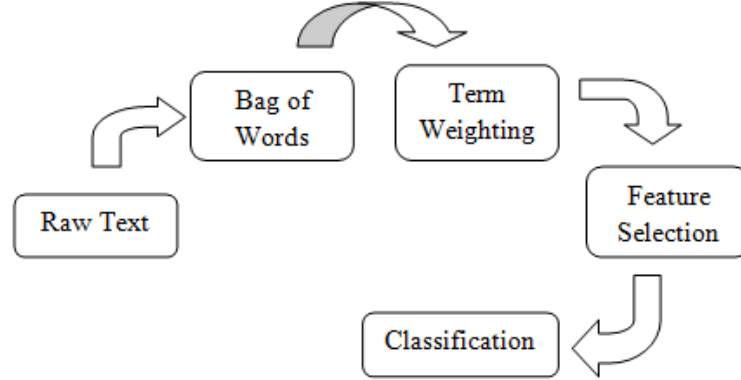 Raw Text
Bag of
Words
Term
Weighting
Feature
Selection
Classification